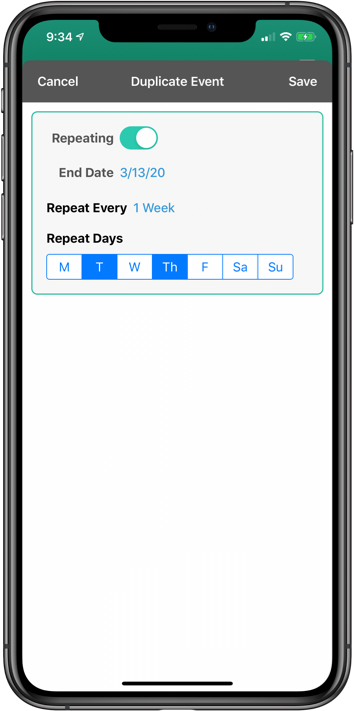 9:34
Cancel Duplicate Event Save
Repeating
End Date 3/13/20
Repeat Every 1 Week
Repeat Days
M T W Th F Sa Su